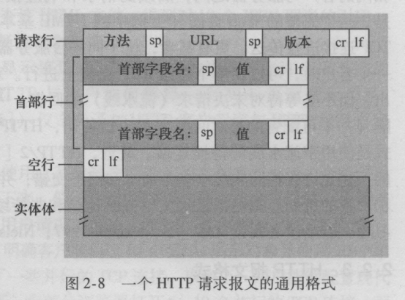 请求行 方法 sp URL sp 版本 cr lf
首部字段名: sp 值 cr lf
首部行
首部字段名: sp 值 cr lf
空行 cr lf
实体体
图 2-8 一个 HTTP 请求报文的通用格式